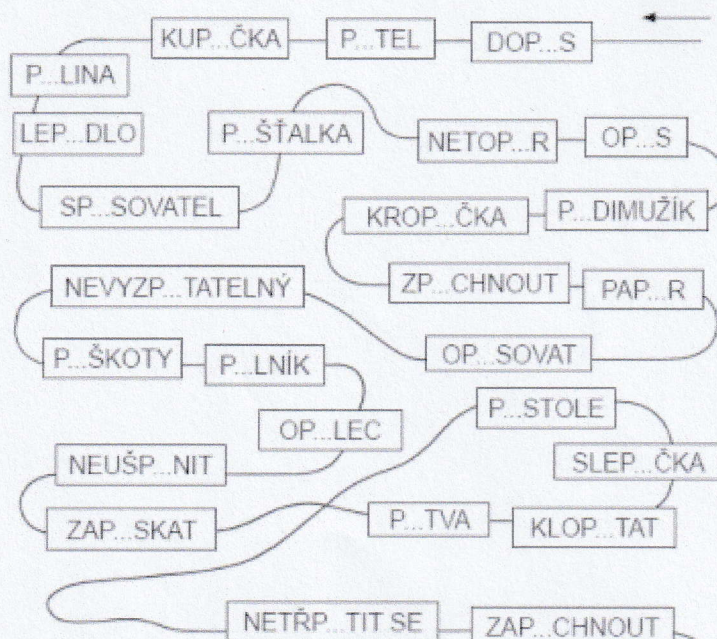 KUP...ČKA P...TEL DOP...S
P...LINA
LEP...DLO P...ŠŤALKA NETOP...R OP...S
SP...SOVATEL KROP...ČKA P...DIMUŽÍK
NEVYZP...TATELNÝ ZP...CHNOUT PAP...R
P...ŠKOTY P...LNÍK OP...SOVAT
OP...LEC P...STOLE
NEUŠP...NIT SLEP...ČKA
ZAP...SKAT P...TVA KLOP...TAT
NETŘP...TIT SE ZAP...CHNOUT